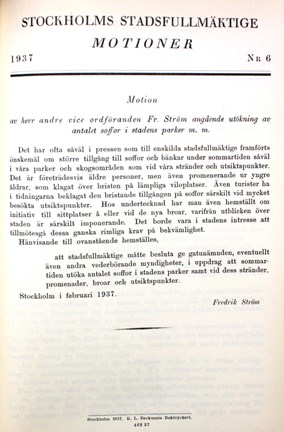 STOCKHOLMS STADSFULLMÄKTIGE
MOTIONER
1937 NR 6
Motion
av herr andre vice ordföranden Fr. Ström angående utökning av
antalet soffor i stadens parker m. m.
Det har ofta såväl i pressen som till enskilda stadsfullmäktige framförts
önskemål om större tillgång till soffor och bänkar under sommartiden såväl
i våra parker och skogsområden som vid våra stränder och utsiktspunkter.
Det är företrädesvis äldre personer, men även promenerande ur yngre
åldrar, som klagat över bristen på lämpliga viloplatser. Även turister ha
i tidningarna beklagat den bristande tillgången på soffor särskilt vid mycket
besökta utsiktspunkter. Hos undertecknad har man även hemställt om
initiativ till sittplatser å eller vid de nya broar, varifrån utblicken över
staden är särskilt imponerande. Det borde vara i stadens intresse att
tillmötesgå dessa ganska rimliga krav på bekvämlighet.
Hänvisande till ovanstående hemställes,
att stadsfullmäktige måtte besluta ge gatunämnden, eventuellt
även andra vederbörande myndigheter, i uppdrag att sommar-
tiden utöka antalet soffor i stadens parker samt vid dess stränder,
promenader, broar och utsiktspunkter.
Stockholm i februari 1937.
Fredrik Ström
Stockholm 1937. K. L. Beckmans Boktryckeri.
469 37